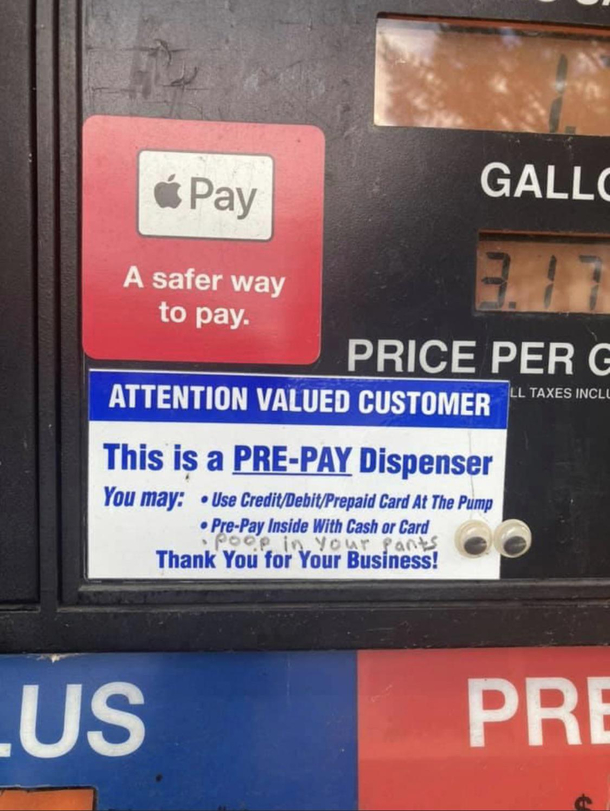 1.
GALLO
Pay
A safer way
to pay.
3.17
PRICE PER G
LL TAXES INCLU
ATTENTION VALUED CUSTOMER
This is a PRE-PAY Dispenser
You may: • Use Credit/Debit/Prepaid Card At The Pump
• Pre-Pay Inside With Cash or Card
• poop in your pants
Thank You for Your Business!
LUS
PRE
$